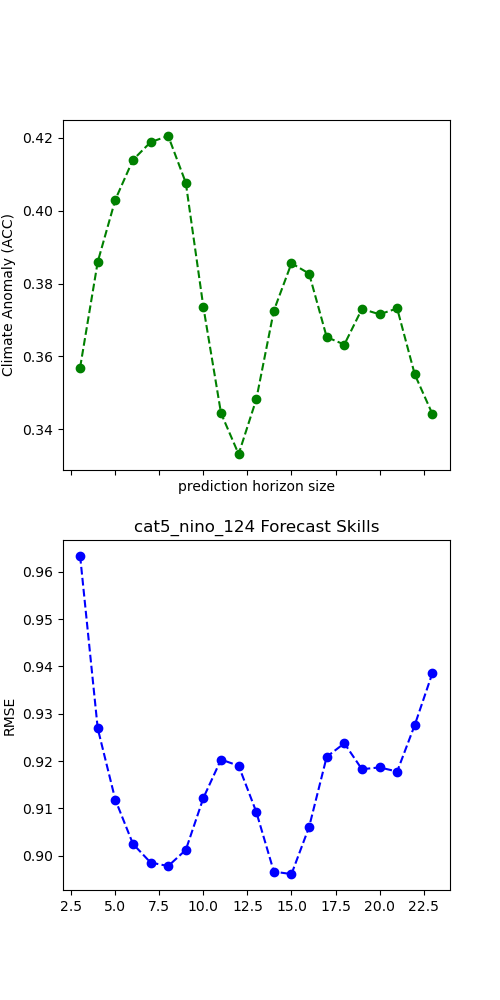 0.42
0.40
0.38
0.36
0.34
Climate Anomaly (ACC)
prediction horizon size
cat5_nino_124 Forecast Skills
0.96
0.95
0.94
0.93
0.92
0.91
0.90
RMSE
2.5 5.0 7.5 10.0 12.5 15.0 17.5 20.0 22.5